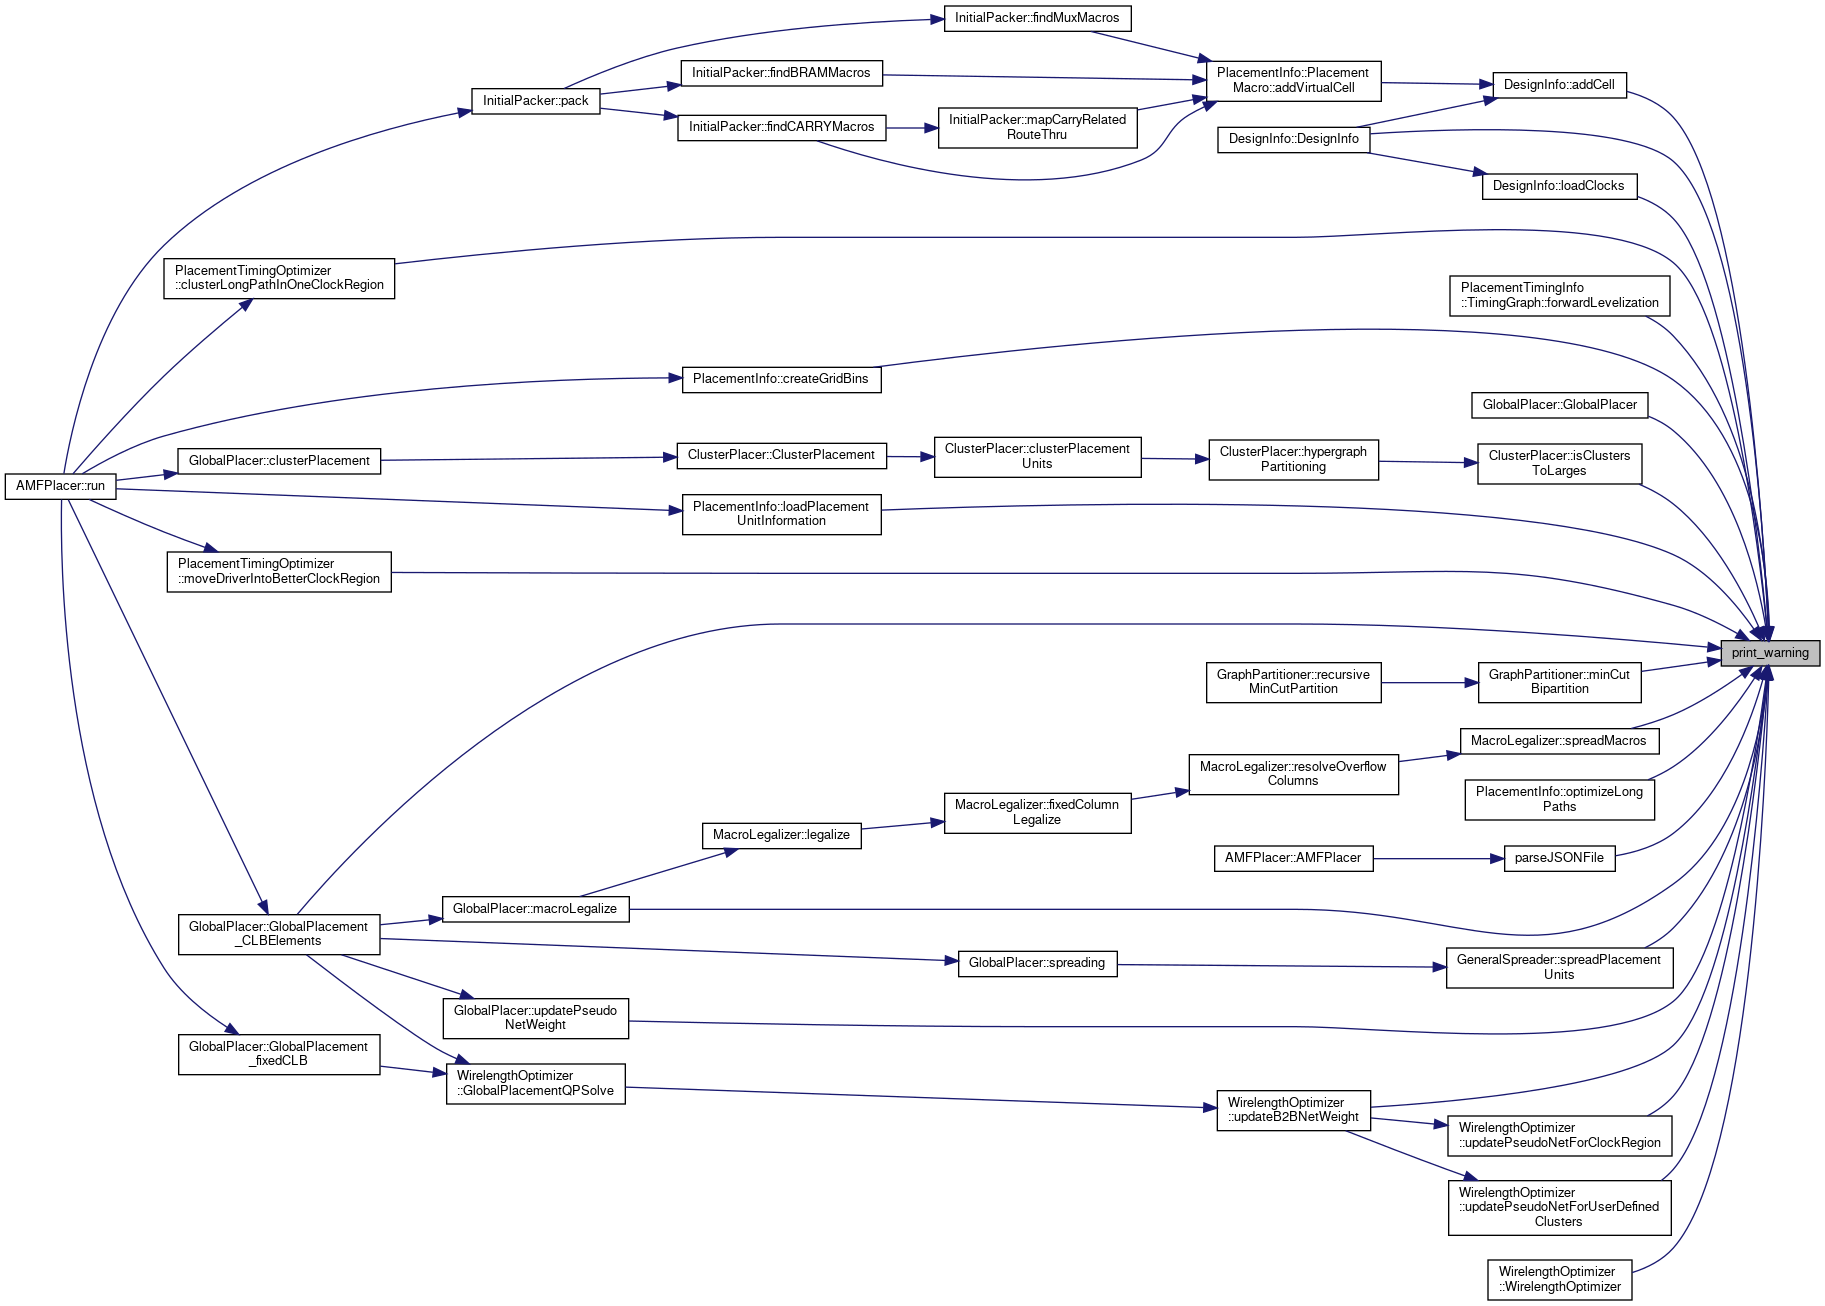 InitialPacker::findMuxMacros
InitialPacker::findBRAMMacros
PlacementInfo::Placement
Macro::addVirtualCell
DesignInfo::addCell
InitialPacker::pack
InitialPacker::findCARRYMacros
InitialPacker::mapCarryRelated
RouteThru
DesignInfo::DesignInfo
DesignInfo::loadClocks
PlacementTimingOptimizer
::clusterLongPathInOneClockRegion
PlacementTimingInfo
::TimingGraph::forwardLevelization
PlacementInfo::createGridBins
GlobalPlacer::GlobalPlacer
GlobalPlacer::clusterPlacement
ClusterPlacer::ClusterPlacement
ClusterPlacer::clusterPlacement
Units
ClusterPlacer::hypergraph
Partitioning
ClusterPlacer::isClusters
ToLarges
AMFPlacer::run
PlacementInfo::loadPlacement
UnitInformation
PlacementTimingOptimizer
::moveDriverIntoBetterClockRegion
print_warning
GraphPartitioner::recursive
MinCutPartition
GraphPartitioner::minCut
Bipartition
MacroLegalizer::spreadMacros
MacroLegalizer::resolveOverflow
Columns
PlacementInfo::optimizeLong
Paths
MacroLegalizer::fixedColumn
Legalize
MacroLegalizer::legalize
AMFPlacer::AMFPlacer
parseJSONFile
GlobalPlacer::macroLegalize
GlobalPlacer::GlobalPlacement
_CLBElements
GlobalPlacer::spreading
GeneralSpreader::spreadPlacement
Units
GlobalPlacer::updatePseudo
NetWeight
GlobalPlacer::GlobalPlacement
_fixedCLB
WirelengthOptimizer
::GlobalPlacementQPSolve
WirelengthOptimizer
::updateB2BNetWeight
WirelengthOptimizer
::updatePseudoNetForClockRegion
WirelengthOptimizer
::updatePseudoNetForUserDefined
Clusters
WirelengthOptimizer
::WirelengthOptimizer